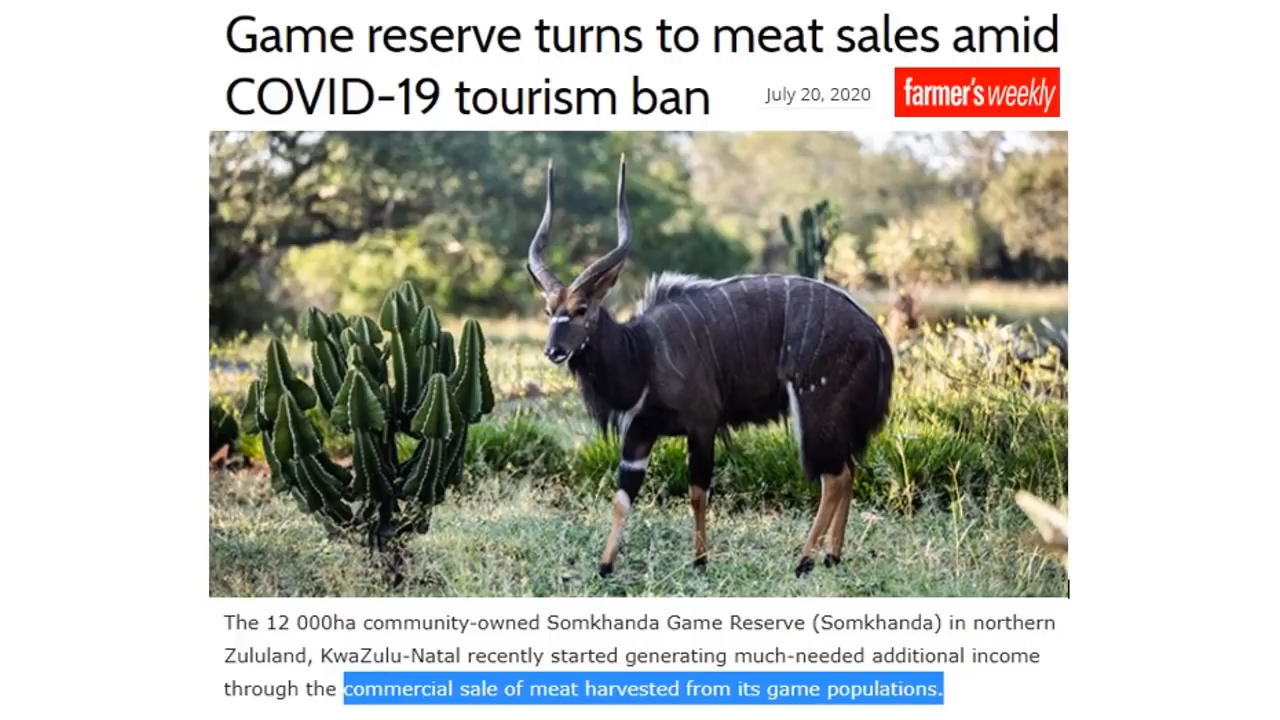 Game reserve turns to meat sales amid
COVID-19 tourism ban
July 20, 2020
farmer's weekly
The 12 000ha community-owned Somkhanda Game Reserve (Somkhanda) in northern
Zululand, KwaZulu-Natal recently started generating much-needed additional income
through the commercial sale of meat harvested from its game populations.